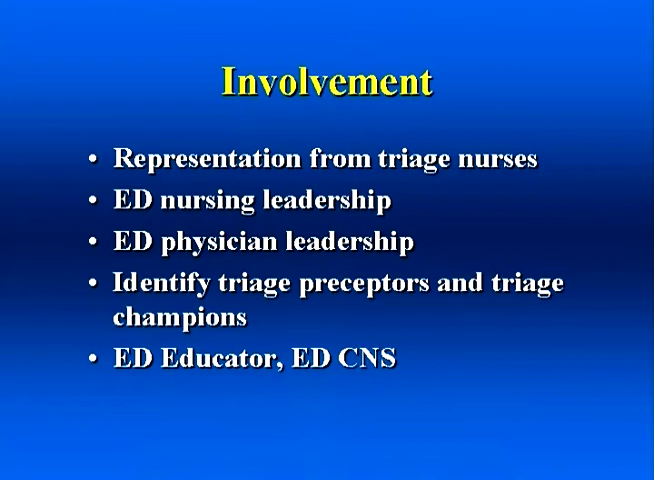 Involvement
• Representation from triage nurses
• ED nursing leadership
• ED physician leadership
• Identify triage preceptors and triage
champions
• ED Educator, ED CNS